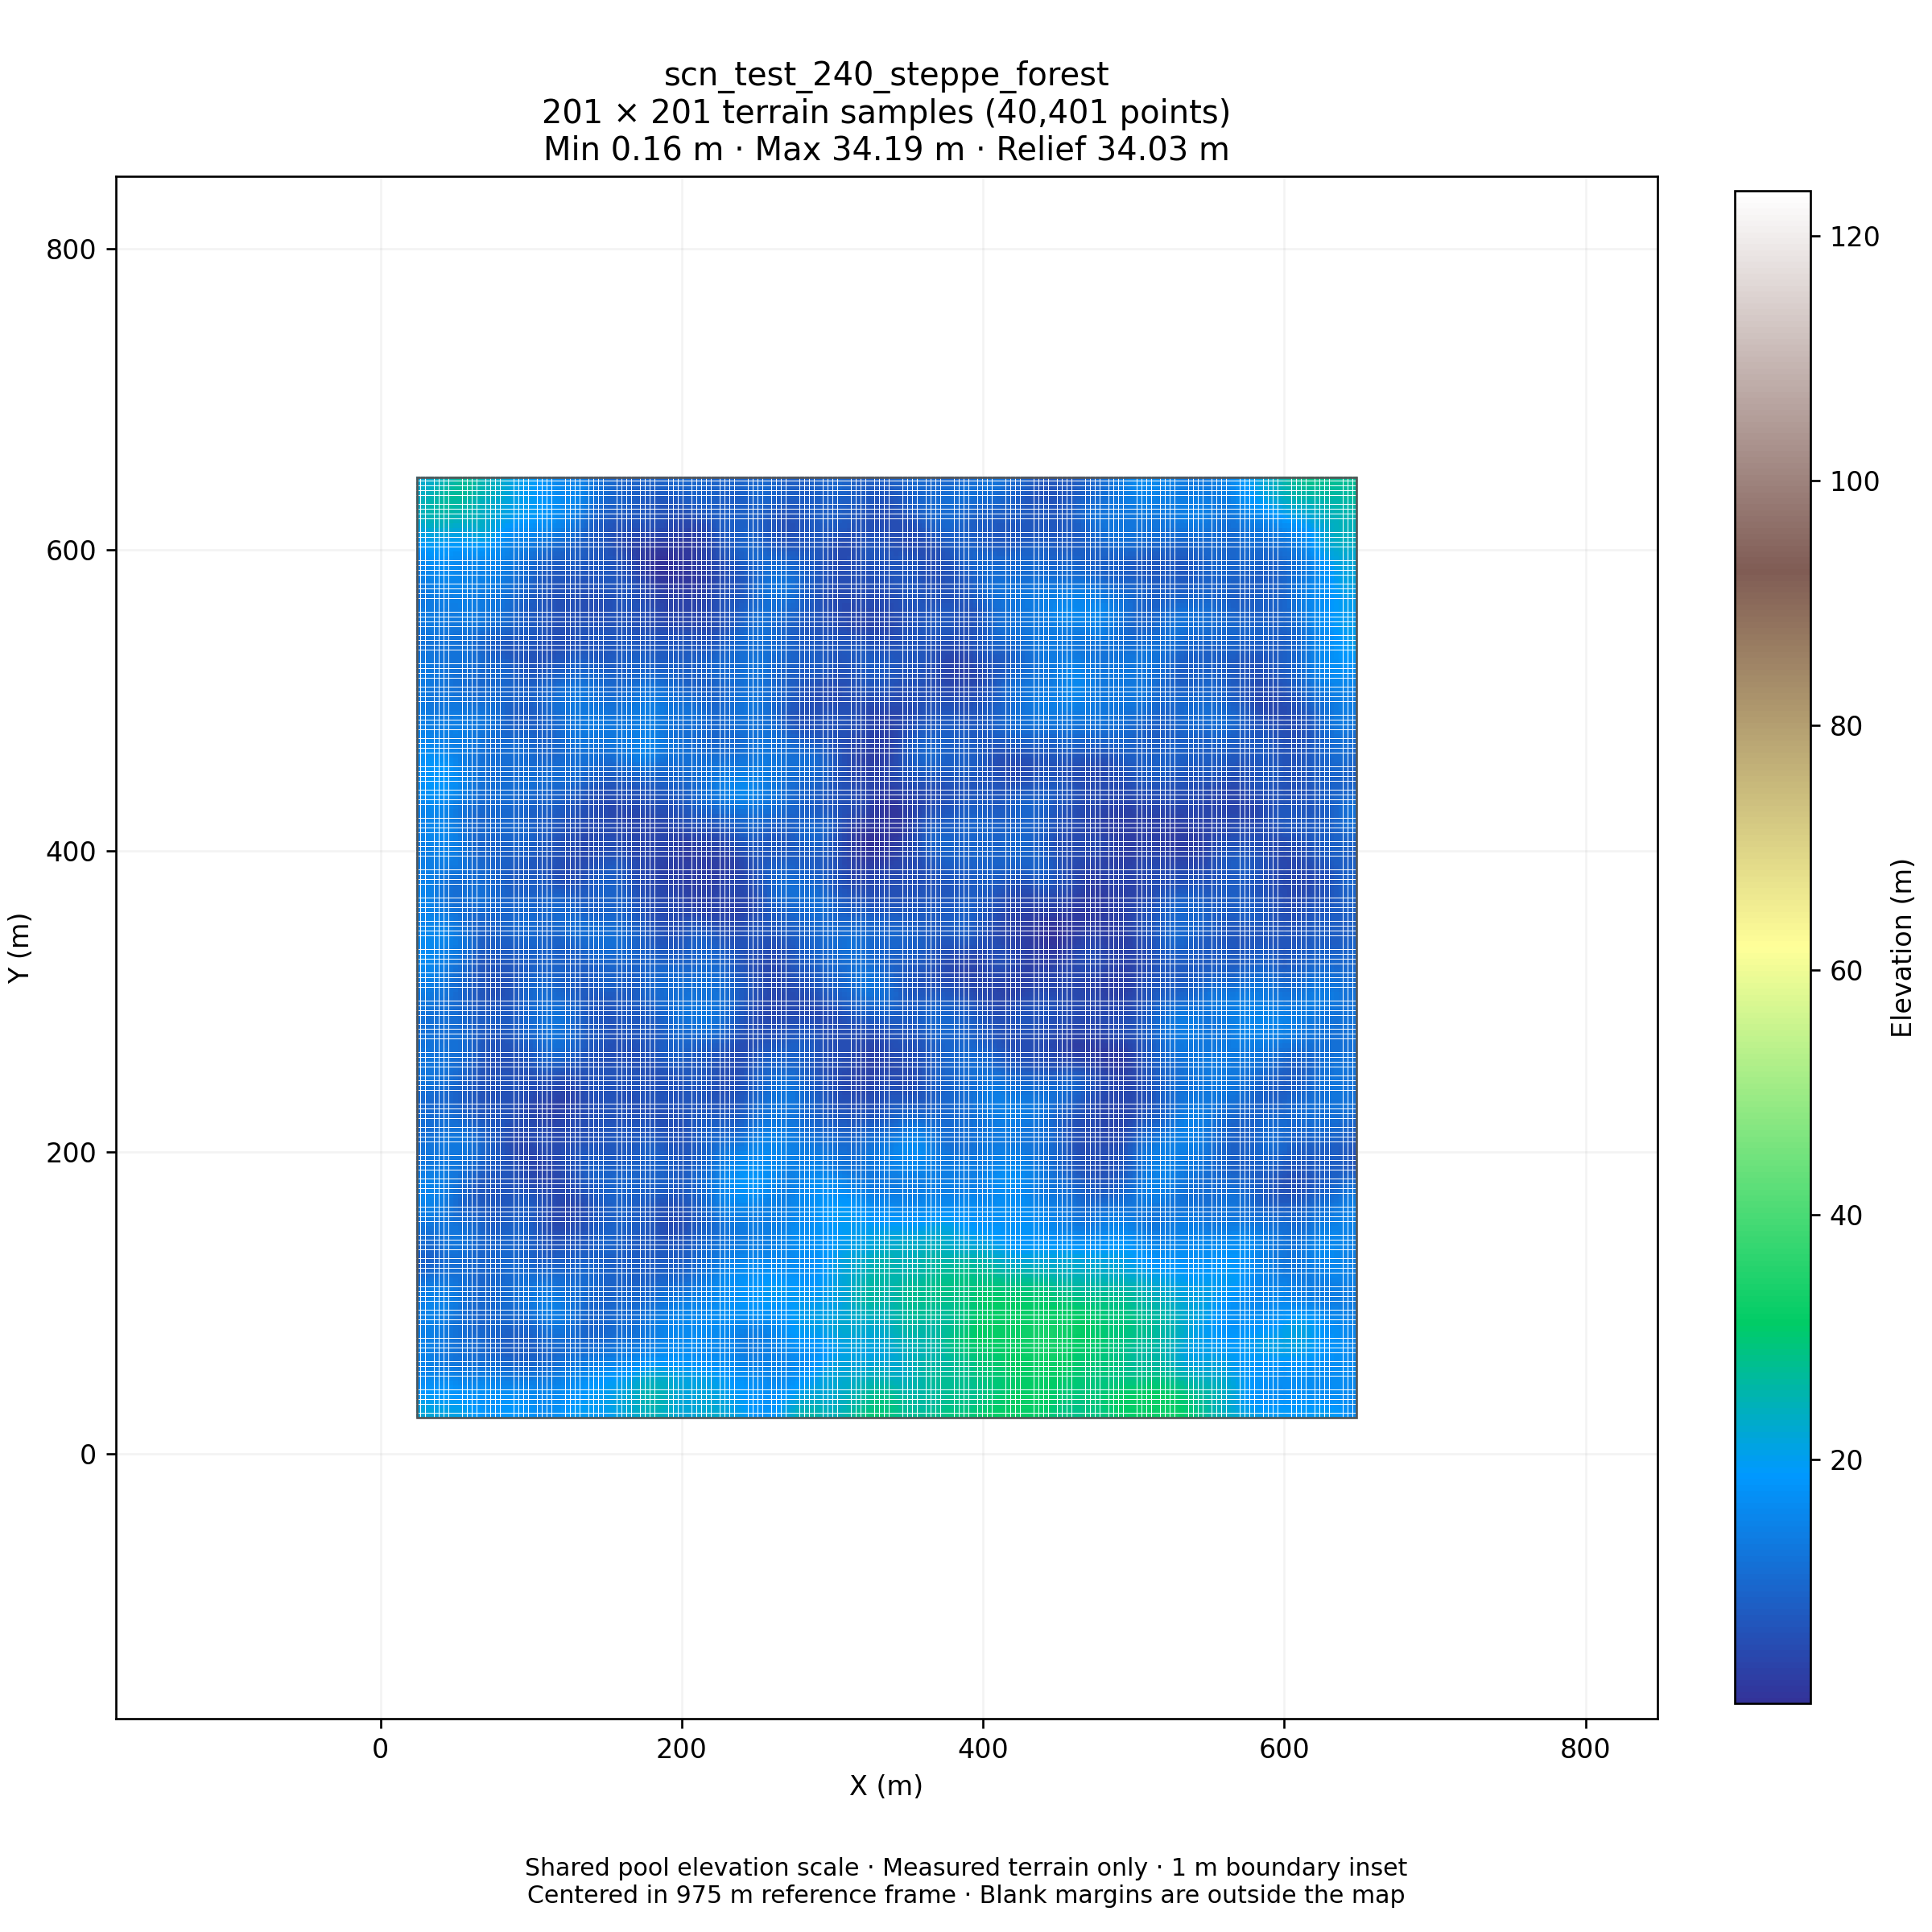 scn_test_240_steppe_forest
201 × 201 terrain samples (40,401 points)
Min 0.16 m · Max 34.19 m · Relief 34.03 m
800
600
400
200
0
Y (m)
0
200
400
600
800
X (m)
120
100
80
60
40
20
Elevation (m)
Shared pool elevation scale · Measured terrain only · 1 m boundary inset
Centered in 975 m reference frame · Blank margins are outside the map